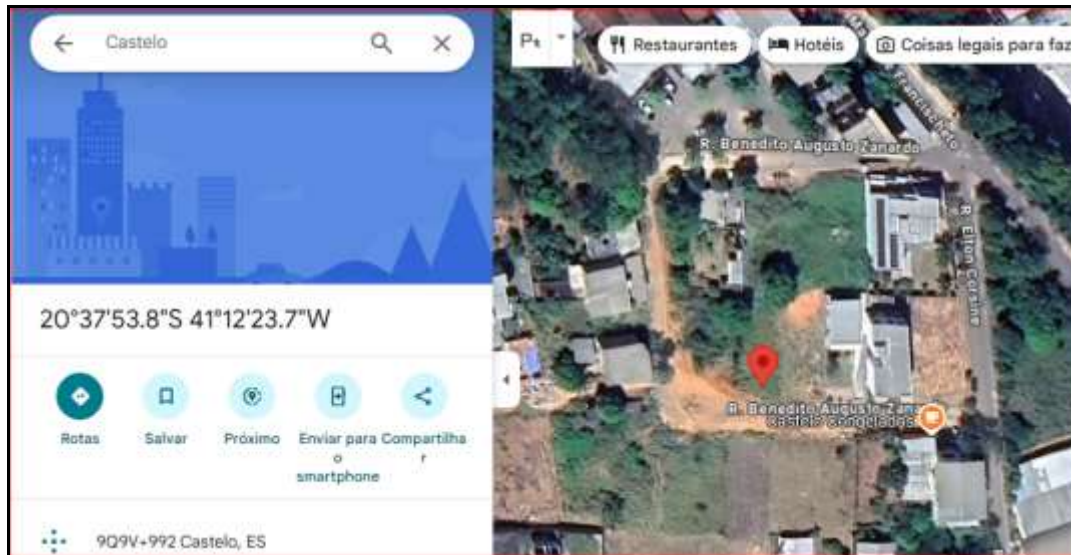 Castelo
Restaurantes
Hotéis
Coisas legais para faz
20°37'53.8"S 41°12'23.7"W
Rotas
Salvar
Próximo
Enviar para
o
smartphone
Compartilha
r
9Q9V+992 Castelo, ES
R. Benedito Augusto Zanardo
Francischeto
R. Elton Corsine
R. Benedito Augusto Zana
Castelo Congelados